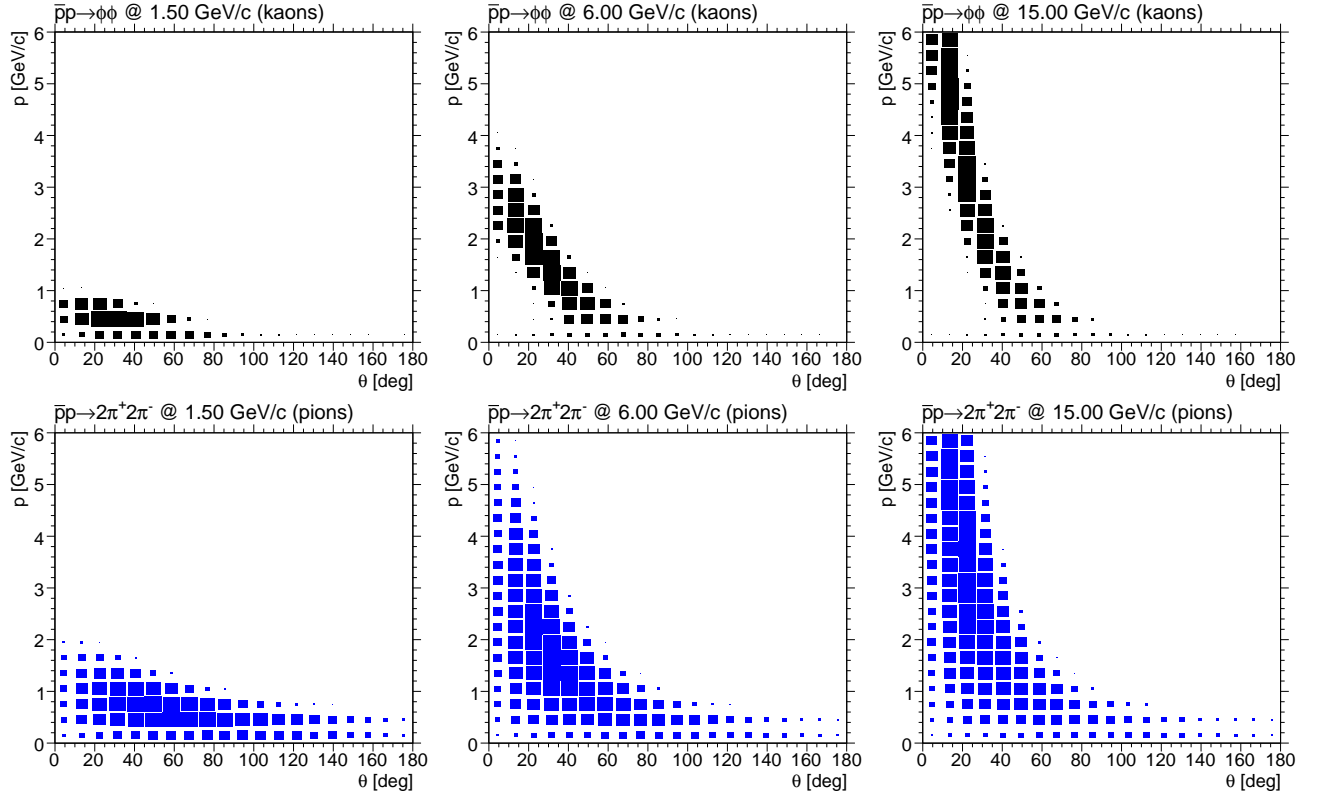 p̅p→ϕϕ @ 1.50 GeV/c (kaons)
p [GeV/c]
6
5
4
3
2
1
0
0 20 40 60 80 100 120 140 160 180
θ [deg]
p̅p→ϕϕ @ 6.00 GeV/c (kaons)
p [GeV/c]
6
5
4
3
2
1
0
0 20 40 60 80 100 120 140 160 180
θ [deg]
p̅p→ϕϕ @ 15.00 GeV/c (kaons)
p [GeV/c]
6
5
4
3
2
1
0
0 20 40 60 80 100 120 140 160 180
θ [deg]
p̅p→2π⁺2π⁻ @ 1.50 GeV/c (pions)
p [GeV/c]
6
5
4
3
2
1
0
0 20 40 60 80 100 120 140 160 180
θ [deg]
p̅p→2π⁺2π⁻ @ 6.00 GeV/c (pions)
p [GeV/c]
6
5
4
3
2
1
0
0 20 40 60 80 100 120 140 160 180
θ [deg]
p̅p→2π⁺2π⁻ @ 15.00 GeV/c (pions)
p [GeV/c]
6
5
4
3
2
1
0
0 20 40 60 80 100 120 140 160 180
θ [deg]